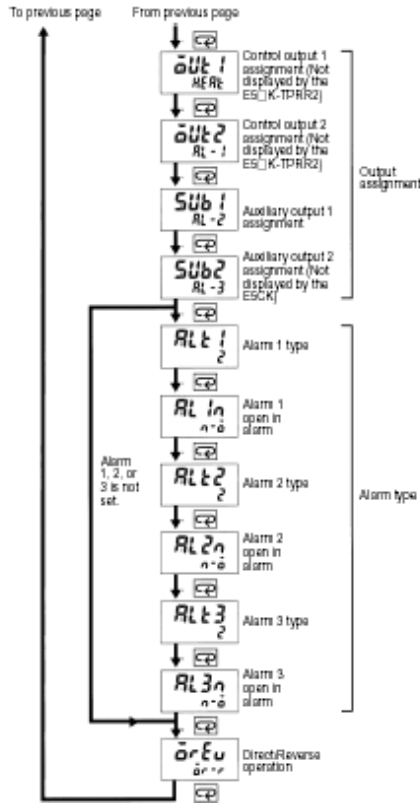 To previous page
From previous page
out1
HEAt
Control output 1
assignment (Not
displayed by the
ES□K-TPRR2)
out2
AL-1
Control output 2
assignment (Not
displayed by the
ES□K-TPRR2)
SUb1
AL-2
Auxiliary output 1
assignment
SUb2
AL-3
Auxiliary output 2
assignment (Not
displayed by the
ESCK)
Output
assignment
ALt1
2
Alarm 1 type
AL1n
n-o
Alarm 1
open in
alarm
ALt2
2
Alarm 2 type
AL2n
n-o
Alarm 2
open in
alarm
ALt3
2
Alarm 3 type
AL3n
n-o
Alarm 3
open in
alarm
Alarm type
Alarm
1, 2, or
3 is not
set.
orEv
or-r
Direct/Reverse
operation